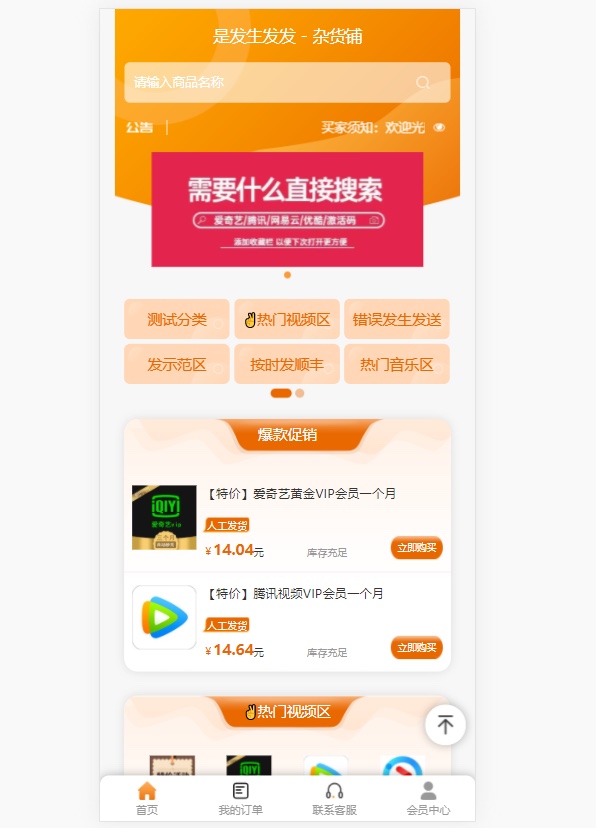 是发生发发 - 杂货铺
请输入商品名称
公告 买家须知：欢迎光
需要什么直接搜索
爱奇艺/腾讯/网易云/优酷/激活码
添加收藏栏 以便下次打开更方便
测试分类 ✌热门视频区 错误发生发送
发示范区 按时发顺丰 热门音乐区
爆款促销
【特价】爱奇艺黄金VIP会员一个月
iQIYI
爱奇艺vip
人工发货
¥14.04元 库存充足 立即购买
【特价】腾讯视频VIP会员一个月
人工发货
¥14.64元 库存充足 立即购买
✌热门视频区
iQIYI
首页 我的订单 联系客服 会员中心